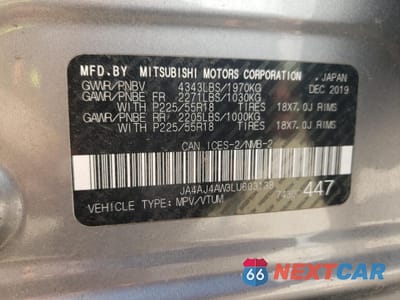 MFD.BY MITSUBISHI MOTORS CORPORATION JAPAN
GWWR/PNBV 4343LBS/1970KG DEC 2019
GAWR/PNBE FR 2271LBS/1030KG
WITH P225/55R18 TIRES 18X7.0J RIMS
GAWR/PNBE RR 2205LBS/1000KG
WITH P225/55R18 TIRES 18X7.0J RIMS
CAN ICES-2/NMB-2
447
VEHICLE TYPE: MPV/VTUM
66 NEXTCAR